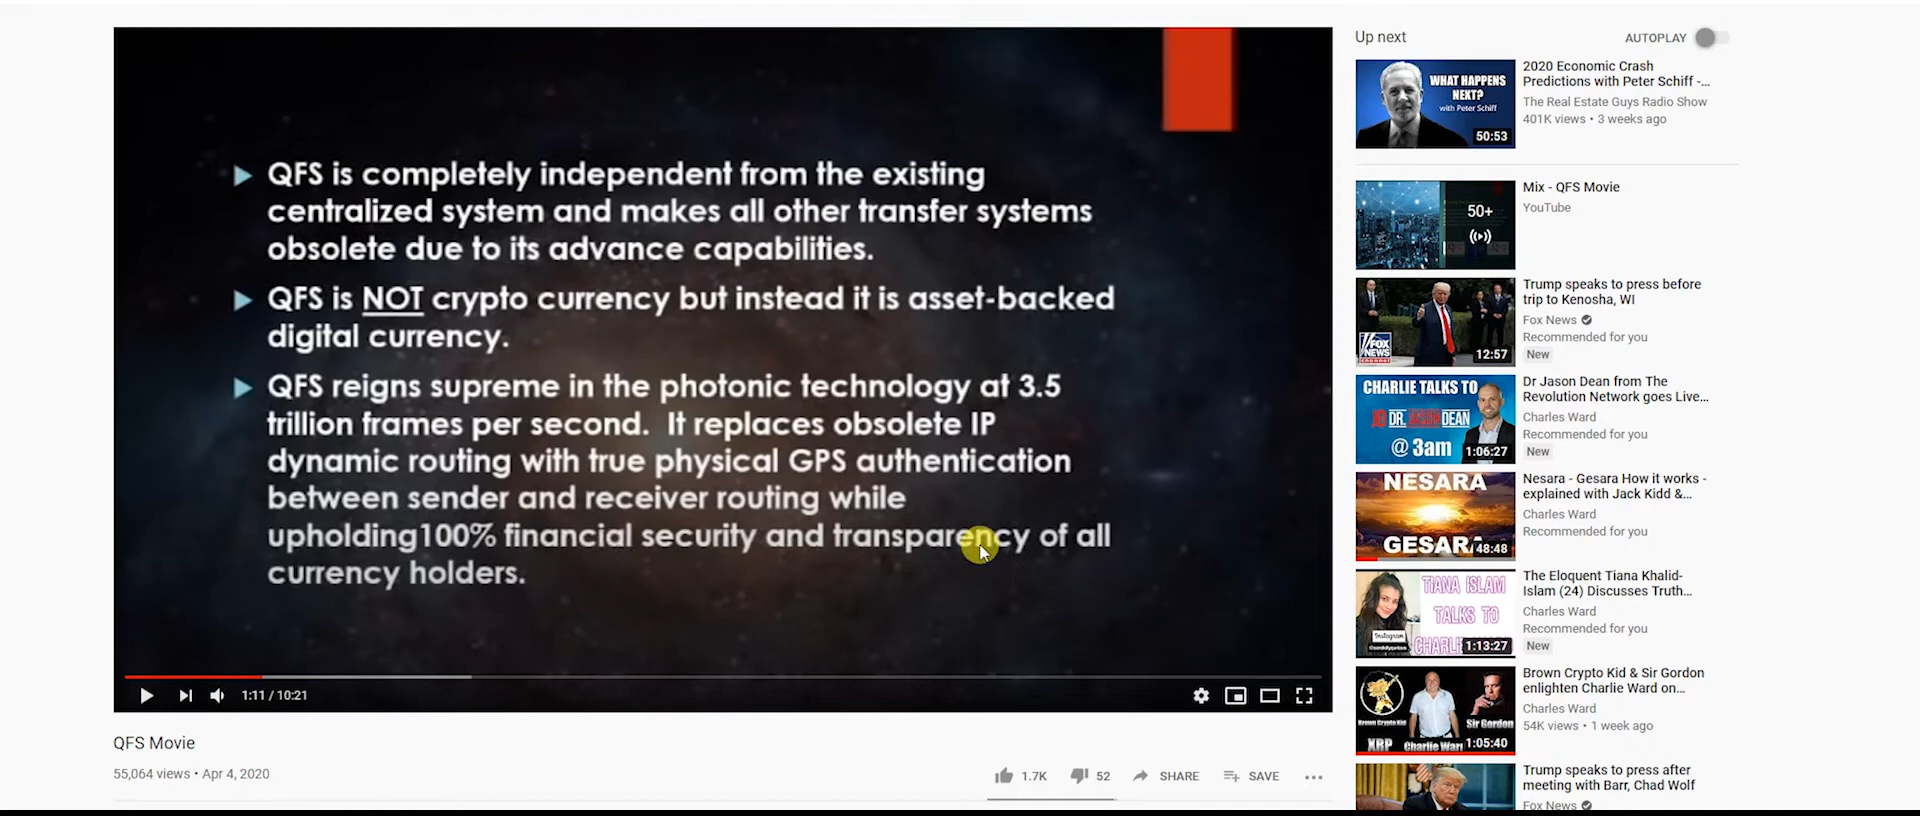 QFS is completely independent from the existing
centralized system and makes all other transfer systems
obsolete due to its advance capabilities.
QFS is NOT crypto currency but instead it is asset-backed
digital currency.
QFS reigns supreme in the photonic technology at 3.5
trillion frames per second. It replaces obsolete IP
dynamic routing with true physical GPS authentication
between sender and receiver routing while
upholding100% financial security and transparency of all
currency holders.
1:11 / 10:21
QFS Movie
55,064 views • Apr 4, 2020
1.7K
52
SHARE
SAVE
Up next
AUTOPLAY
WHAT HAPPENS
NEXT?
with Peter Schiff
50:53
2020 Economic Crash
Predictions with Peter Schiff -...
The Real Estate Guys Radio Show
401K views • 3 weeks ago
50+
Mix - QFS Movie
YouTube
FOX
NEWS
channel
12:57
Trump speaks to press before
trip to Kenosha, WI
Fox News
Recommended for you
New
CHARLIE TALKS TO
DR. JASON DEAN
@ 3am
1:06:27
Dr Jason Dean from The
Revolution Network goes Live...
Charles Ward
Recommended for you
New
NESARA
GESARA
48:48
Nesara - Gesara How it works -
explained with Jack Kidd &...
Charles Ward
Recommended for you
TIANA ISLAM
TALKS TO
CHARLIE
Instagram
1:13:27
The Eloquent Tiana Khalid-
Islam (24) Discusses Truth...
Charles Ward
Recommended for you
New
Brown Crypto Kid
Sir Gordon
XRP
Charlie Ward
1:05:40
Brown Crypto Kid & Sir Gordon
enlighten Charlie Ward on...
Charles Ward
54K views • 1 week ago
Trump speaks to press after
meeting with Barr, Chad Wolf
Fox News